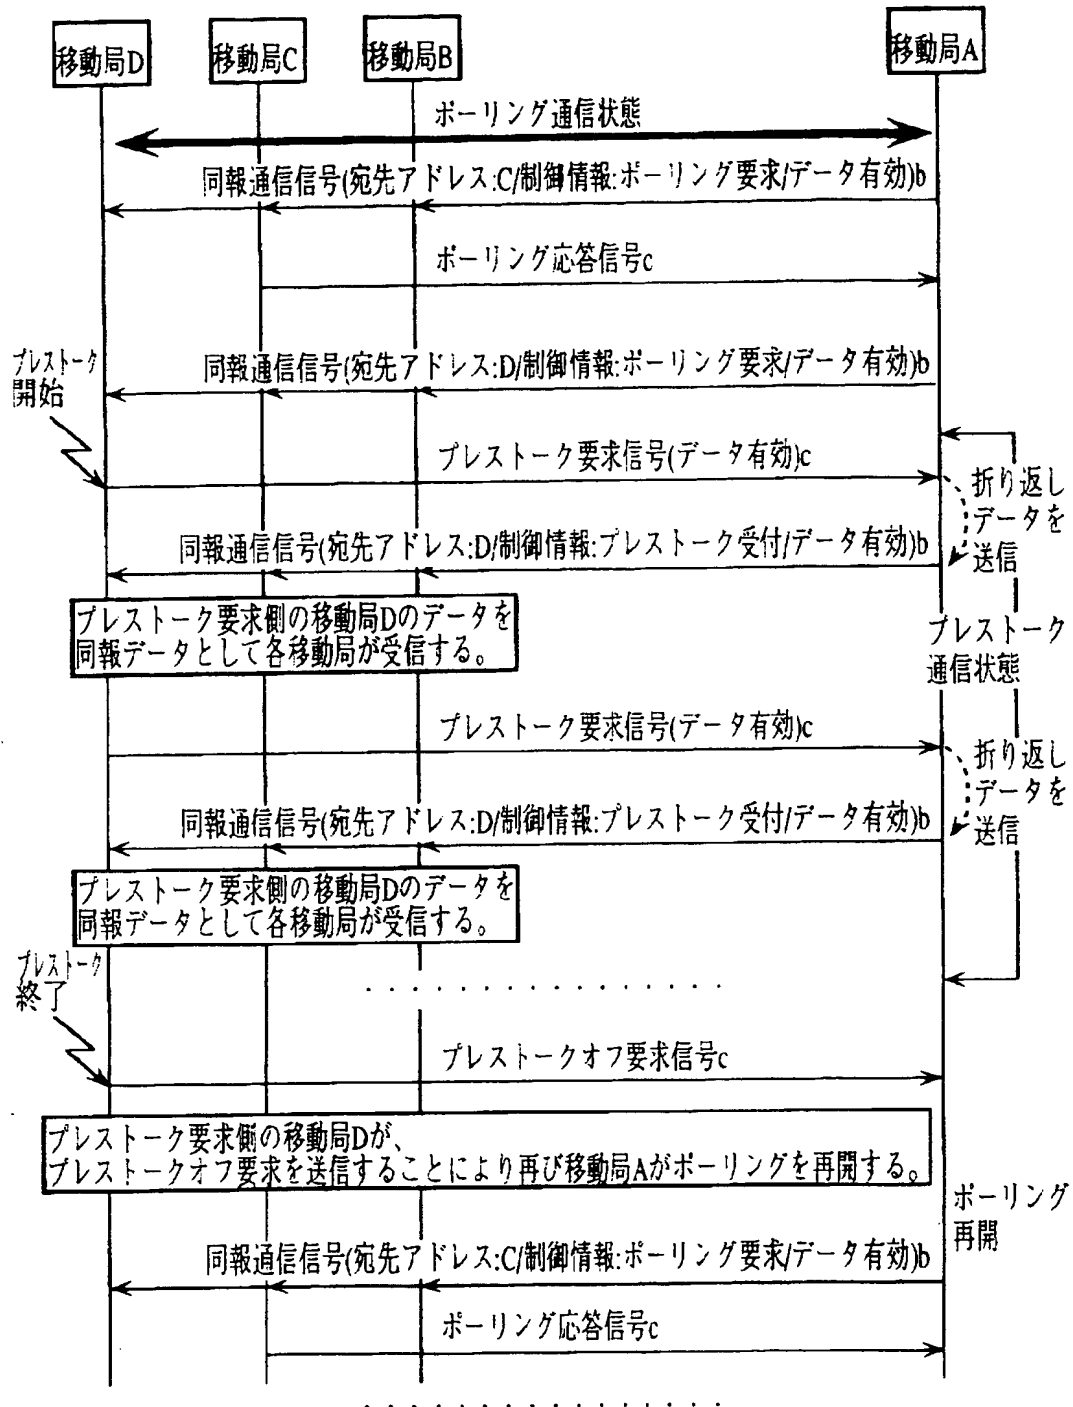 移動局D
移動局C
移動局B
移動局A
ポーリング通信状態
同報通信信号(宛先アドレス:C/制御情報:ポーリング要求/データ有効)b
ポーリング応答信号c
プレストーク
開始
同報通信信号(宛先アドレス:D/制御情報:ポーリング要求/データ有効)b
プレストーク要求信号(データ有効)c
折り返し
データを
送信
同報通信信号(宛先アドレス:D/制御情報:プレストーク受付/データ有効)b
プレストーク要求側の移動局Dのデータを
同報データとして各移動局が受信する。
プレストーク
通信状態
プレストーク要求信号(データ有効)c
折り返し
データを
送信
同報通信信号(宛先アドレス:D/制御情報:プレストーク受付/データ有効)b
プレストーク要求側の移動局Dのデータを
同報データとして各移動局が受信する。
プレストーク
終了
・・・・・・・・・・・・・・・・
プレストークオフ要求信号c
プレストーク要求側の移動局Dが、
プレストークオフ要求を送信することにより再び移動局Aがポーリングを再開する。
ポーリング
再開
同報通信信号(宛先アドレス:C/制御情報:ポーリング要求/データ有効)b
ポーリング応答信号c
・・・・・・・・・・・・・・・・